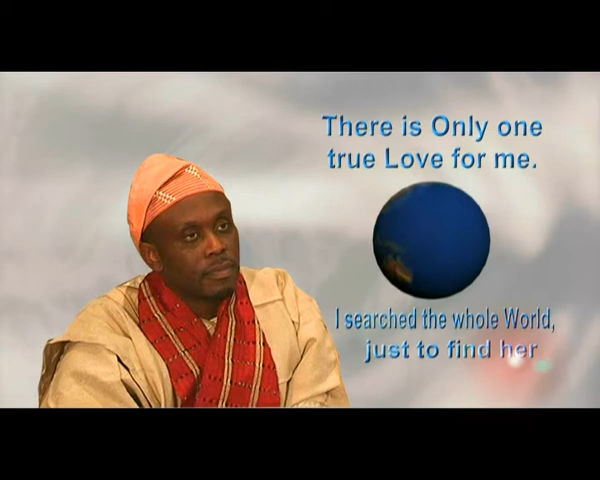 There is Only one
true Love for me.
I searched the whole World,
just to find her